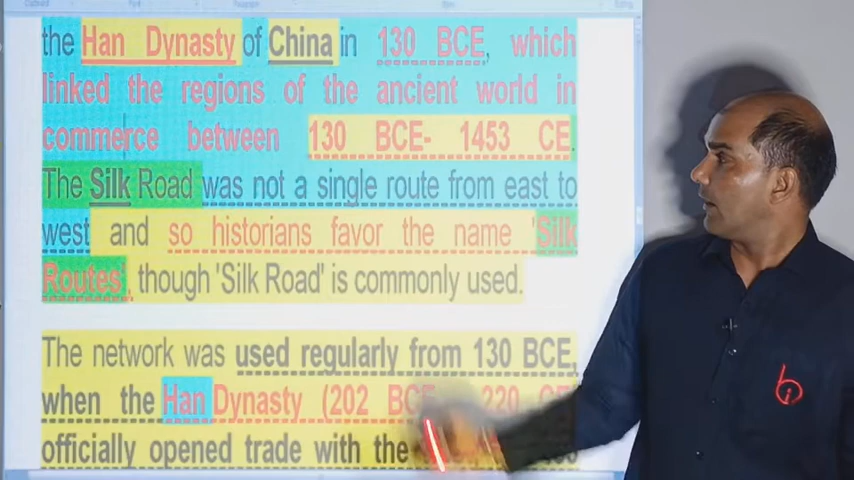 the Han Dynasty of China in 130 BCE, which
linked the regions of the ancient world in
commerce between 130 BCE- 1453 CE.
The Silk Road was not a single route from east to
west and so historians favor the name 'Silk
Routes', though 'Silk Road' is commonly used.
The network was used regularly from 130 BCE,
when the Han Dynasty (202 BCE 220 CE)
officially opened trade with the